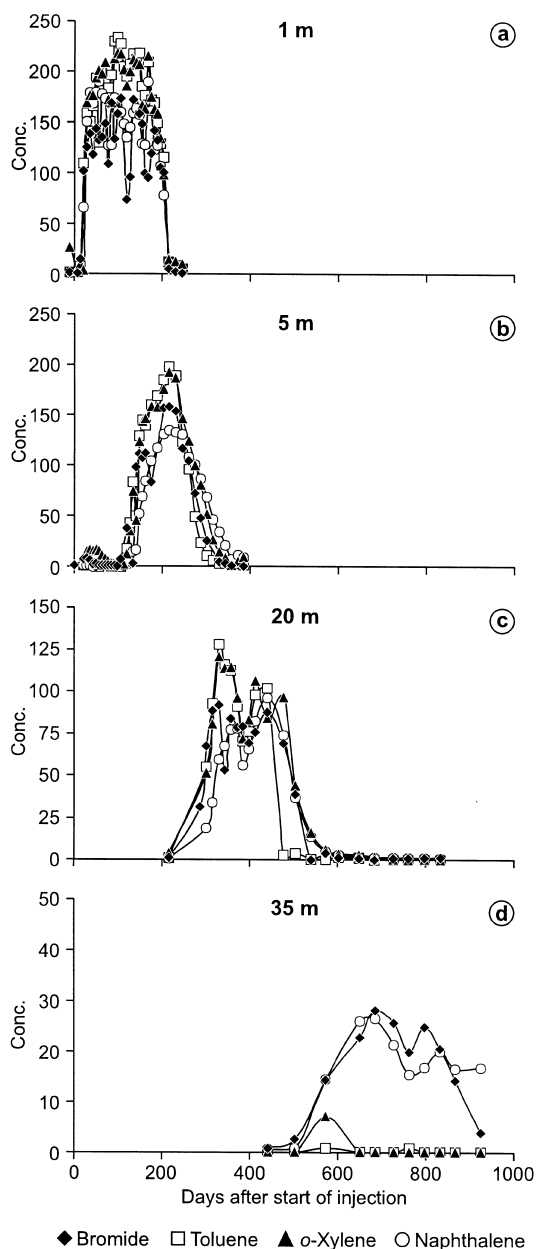 1 m
a
250
200
150
100
50
0
Conc.
5 m
b
250
200
150
100
50
0
Conc.
20 m
c
150
125
100
75
50
25
0
Conc.
35 m
d
50
40
30
20
10
0
Conc.
0 200 400 600 800 1000
Days after start of injection
Bromide Toluene o-Xylene Naphthalene